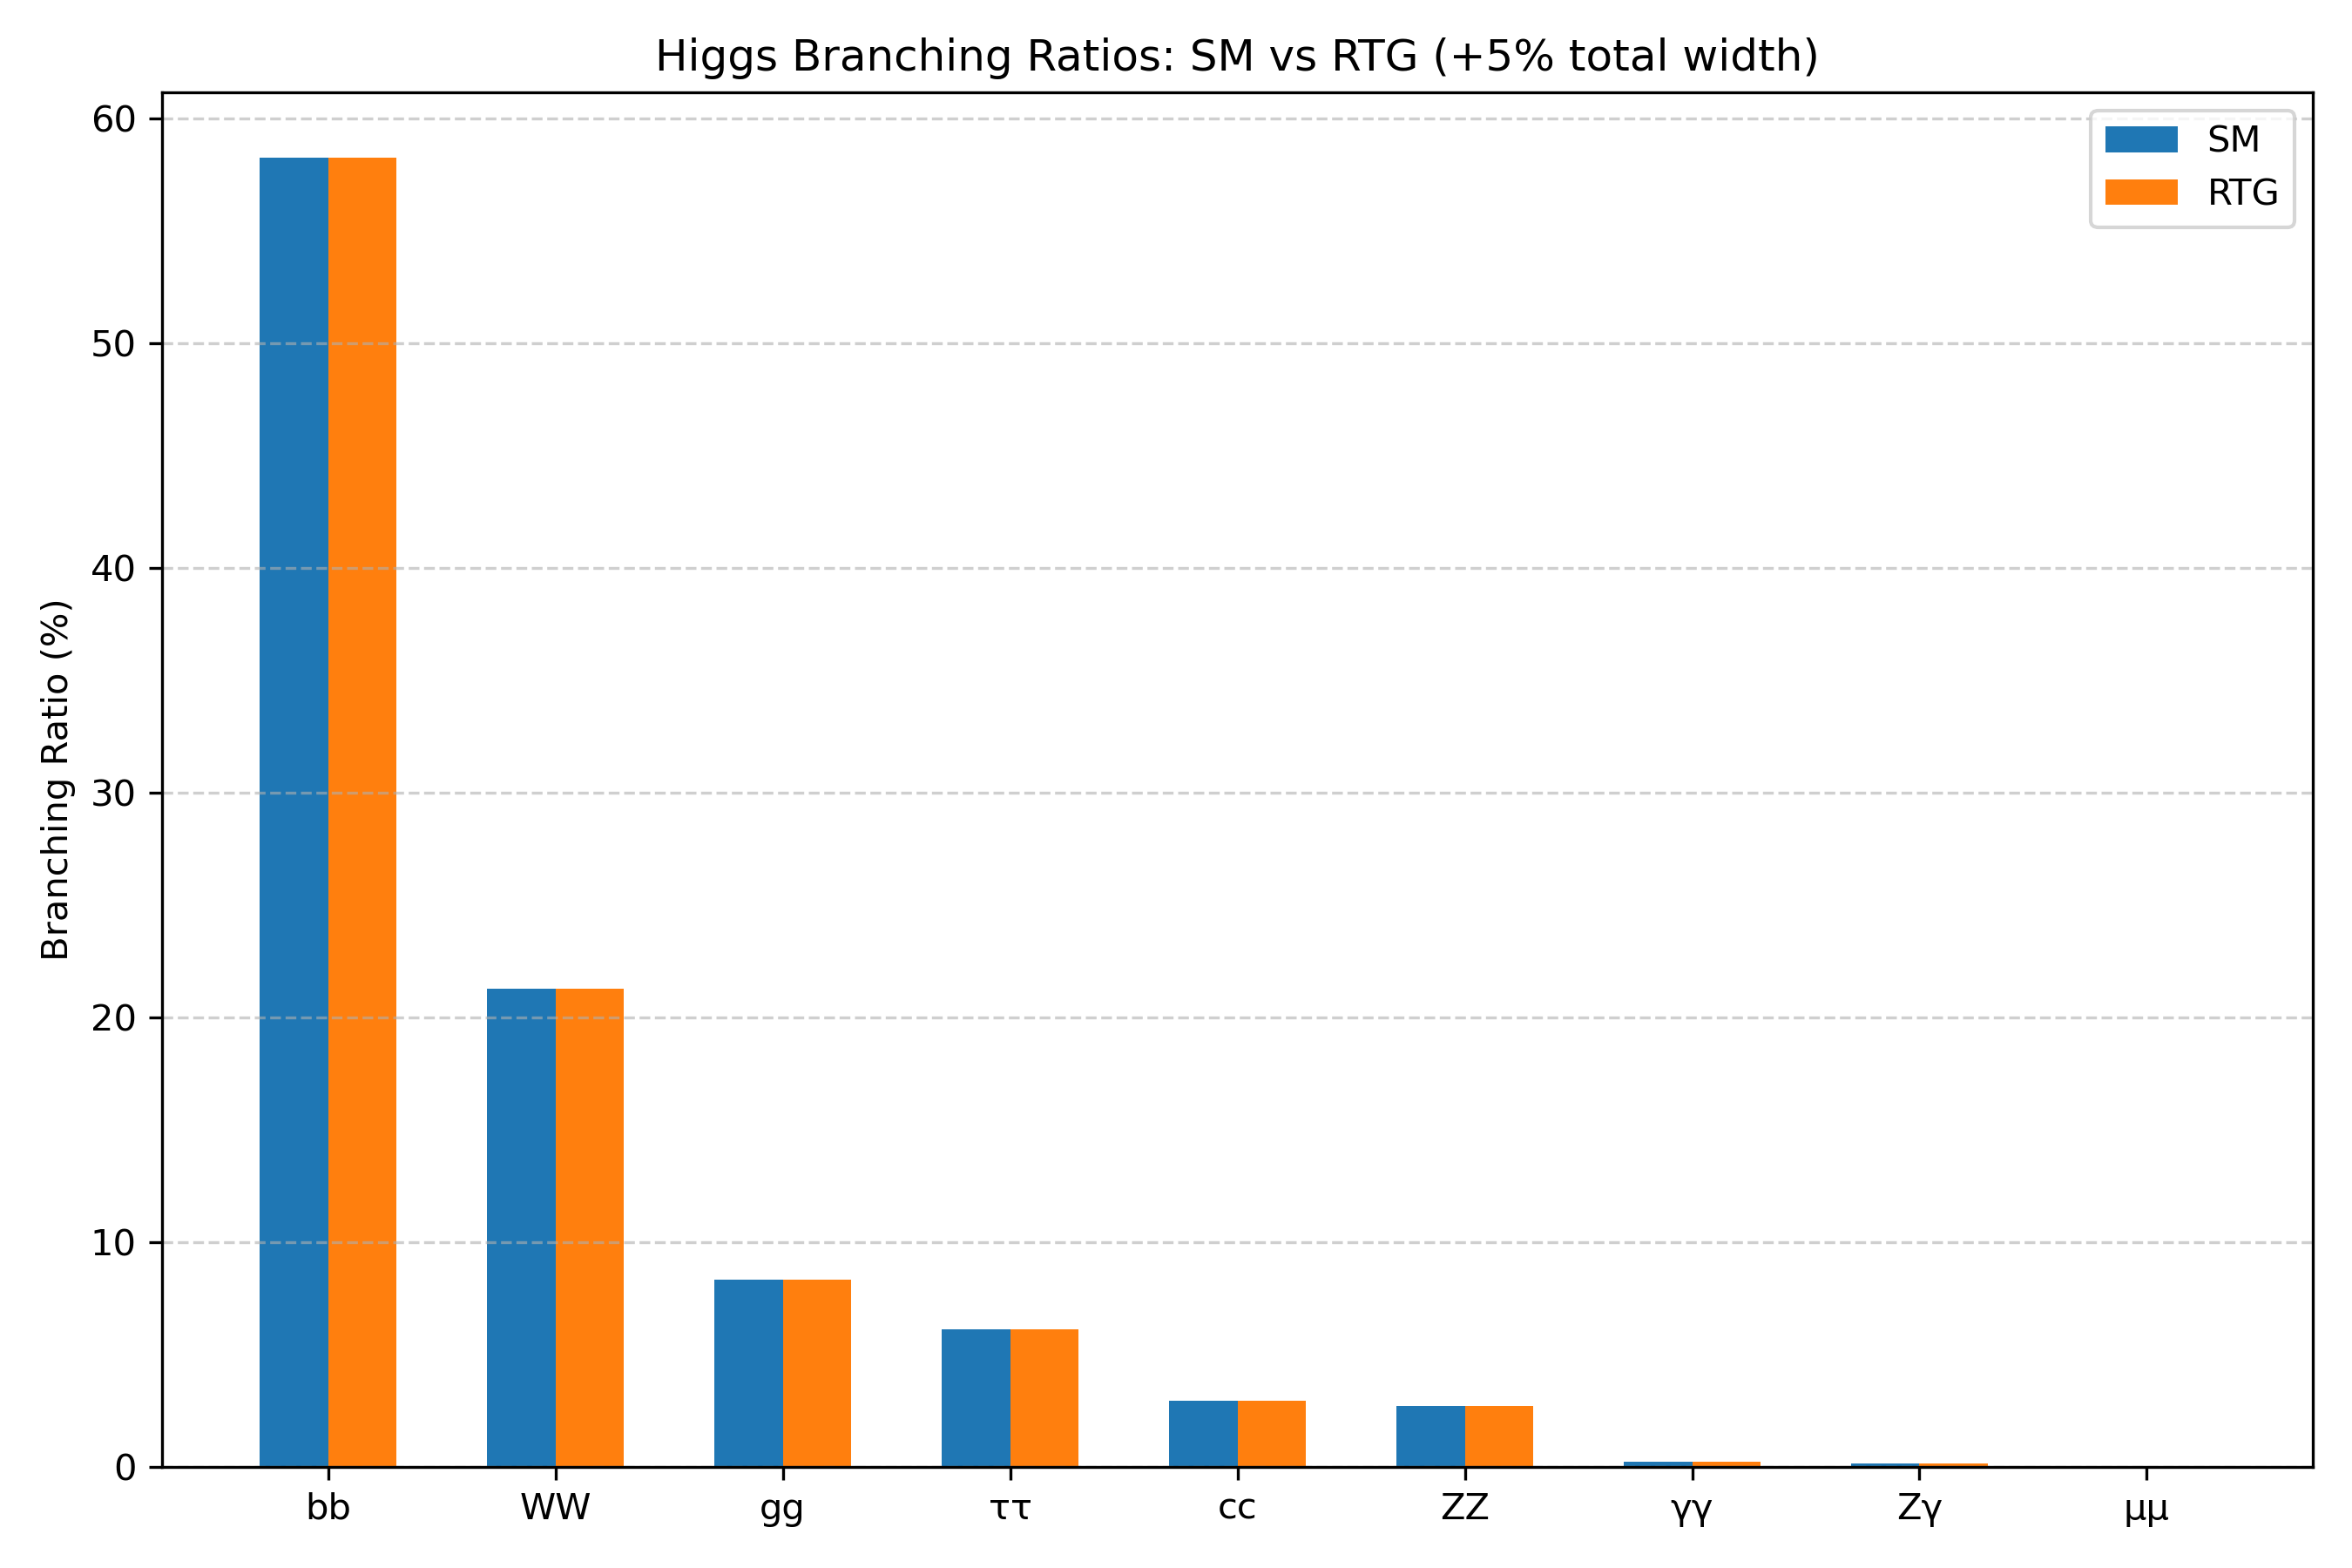 Higgs Branching Ratios: SM vs RTG (+5% total width)
SM
RTG
Branching Ratio (%)
60
50
40
30
20
10
0
bb
WW
gg
ττ
cc
ZZ
γγ
Zγ
μμ